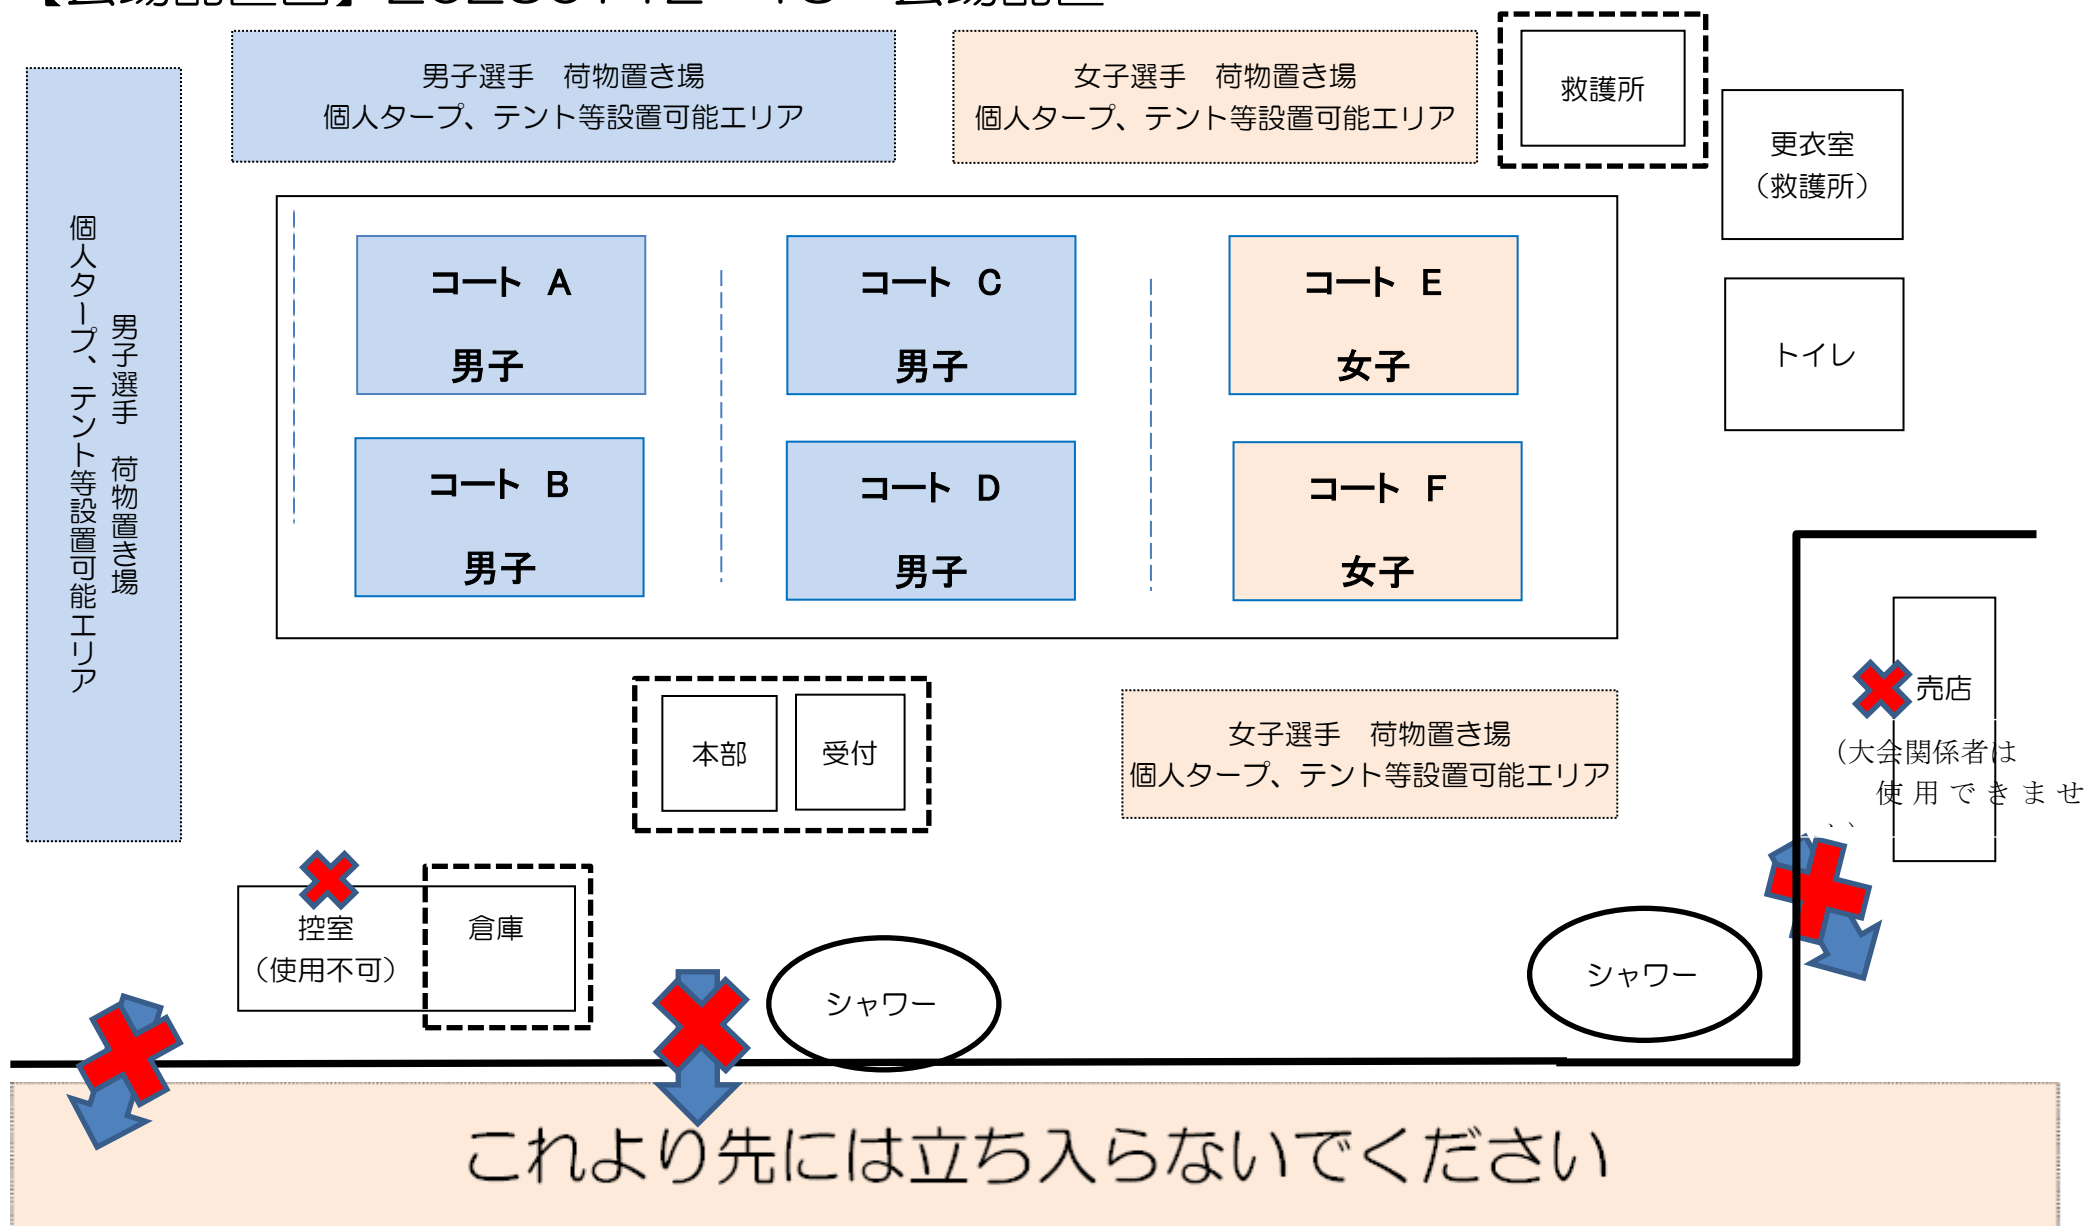 男子選手　荷物置き場
個人タープ、テント等設置可能エリア
女子選手　荷物置き場
個人タープ、テント等設置可能エリア
救護所
更衣室
（救護所）
男子選手　荷物置き場
個人タープ、テント等設置可能エリア
コート　A
男子
コート　C
男子
コート　E
女子
トイレ
コート　B
男子
コート　D
男子
コート　F
女子
売店
（大会関係者は
使用できませ
本部
受付
女子選手　荷物置き場
個人タープ、テント等設置可能エリア
控室
（使用不可）
倉庫
シャワー
シャワー
これより先には立ち入らないでください